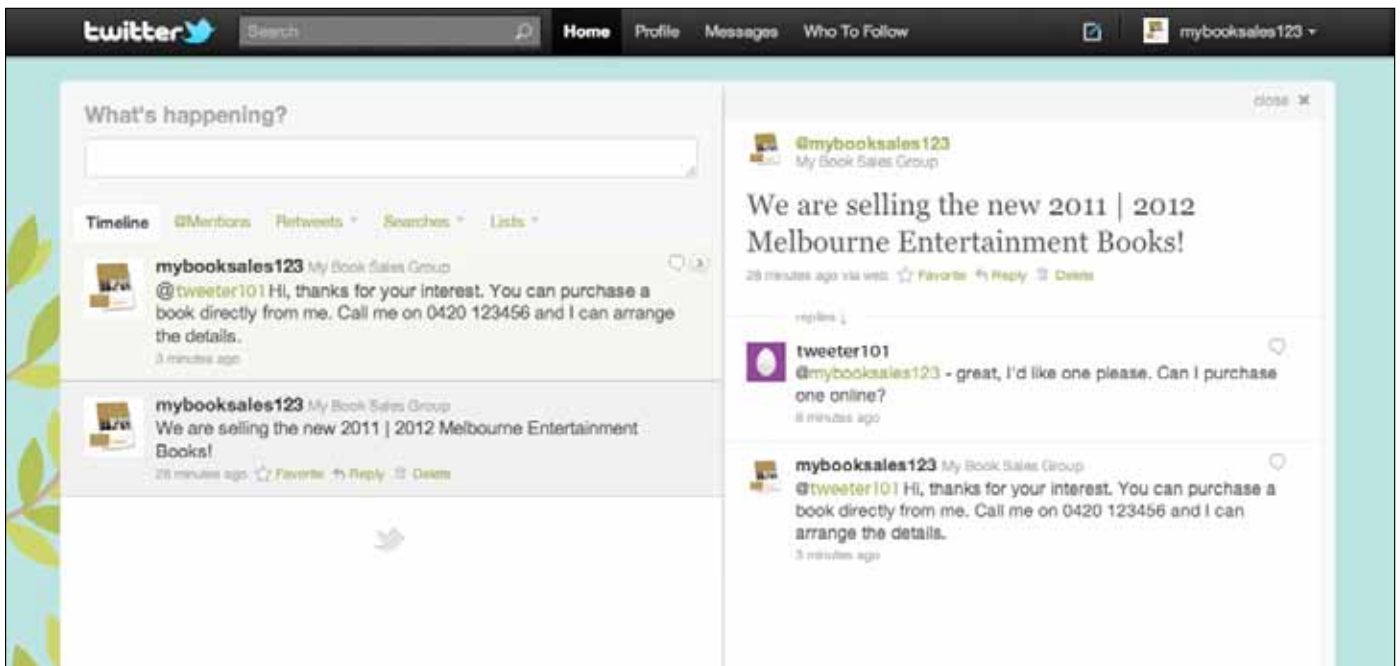 twitter
Search
Home Profile Messages Who To Follow
mybooksales123
What's happening?
Timeline @Mentions Retweets Searches Lists
mybooksales123 My Book Sales Group
@tweeter101 Hi, thanks for your interest. You can purchase a
book directly from me. Call me on 0420 123456 and I can arrange
the details.
3 minutes ago
3
mybooksales123 My Book Sales Group
We are selling the new 2011 | 2012 Melbourne Entertainment
Books!
28 minutes ago Favorite Reply Delete
close ✖
@mybooksales123
My Book Sales Group
We are selling the new 2011 | 2012
Melbourne Entertainment Books!
28 minutes ago via web Favorite Reply Delete
replies ↓
tweeter101
@mybooksales123 - great, I'd like one please. Can I purchase
one online?
8 minutes ago
mybooksales123 My Book Sales Group
@tweeter101 Hi, thanks for your interest. You can purchase a
book directly from me. Call me on 0420 123456 and I can
arrange the details.
3 minutes ago